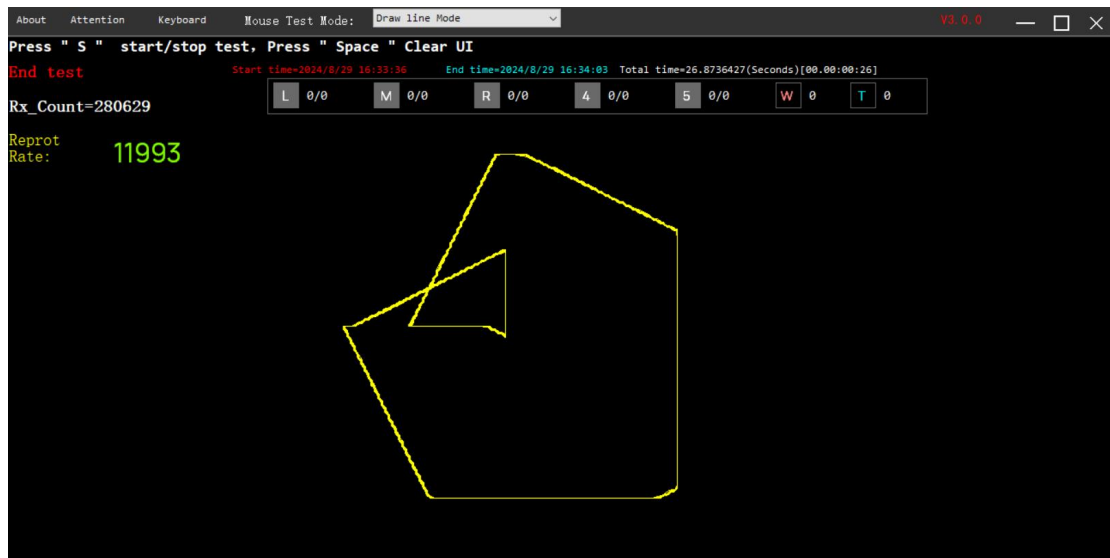 About Attention Keyboard Mouse Test Mode: Draw line Mode V3.0.0
Press " S " start/stop test, Press " Space " Clear UI
End test Start time=2024/8/29 16:33:36 End time=2024/8/29 16:34:03 Total time=26.8736427(Seconds)[00.00:00:26]
L 0/0 M 0/0 R 0/0 4 0/0 5 0/0 W 0 T 0
Rx_Count=280629
Reprot
Rate: 11993